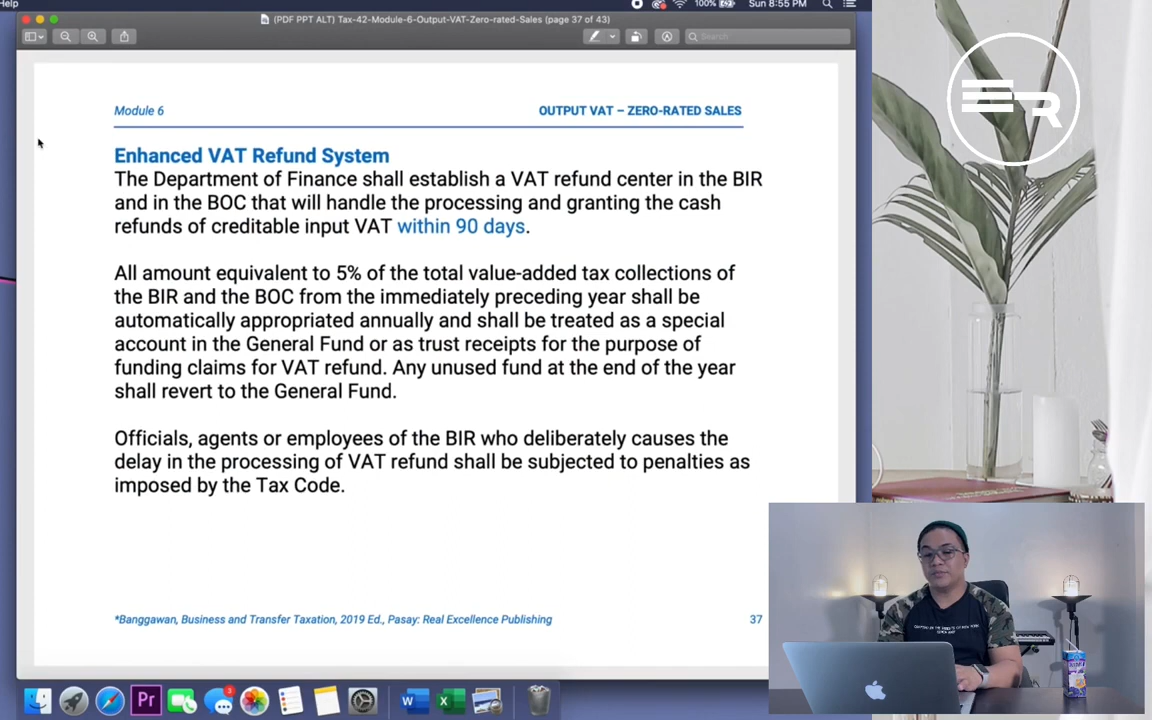 Help
100%
Sun 8:55 PM
(PDF PPT ALT) Tax-42-Module-6-Output-VAT-Zero-rated-Sales (page 37 of 43)
Search
Module 6
OUTPUT VAT – ZERO-RATED SALES
Enhanced VAT Refund System
The Department of Finance shall establish a VAT refund center in the BIR
and in the BOC that will handle the processing and granting the cash
refunds of creditable input VAT within 90 days.
All amount equivalent to 5% of the total value-added tax collections of
the BIR and the BOC from the immediately preceding year shall be
automatically appropriated annually and shall be treated as a special
account in the General Fund or as trust receipts for the purpose of
funding claims for VAT refund. Any unused fund at the end of the year
shall revert to the General Fund.
Officials, agents or employees of the BIR who deliberately causes the
delay in the processing of VAT refund shall be subjected to penalties as
imposed by the Tax Code.
*Banggawan, Business and Transfer Taxation, 2019 Ed., Pasay: Real Excellence Publishing
37
ER
Pr
3
W
X